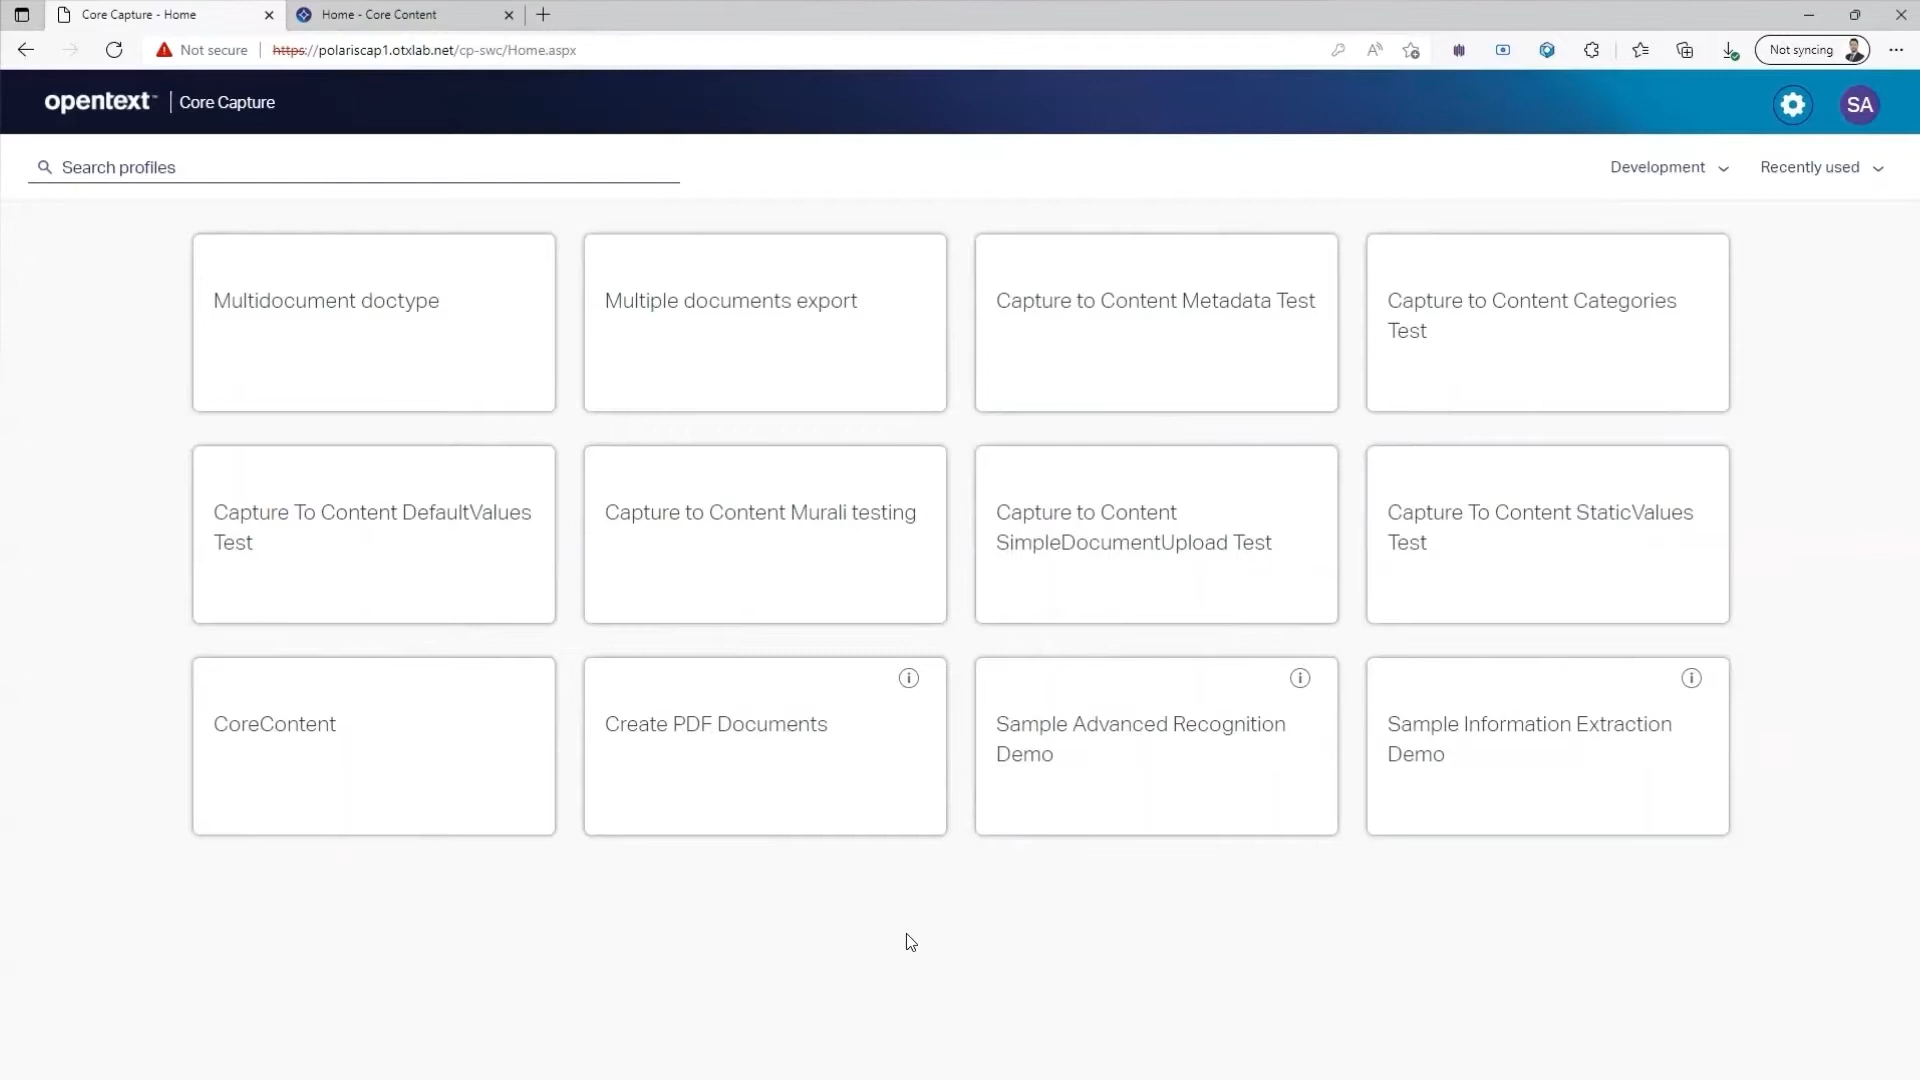 Core Capture - Home
Home - Core Content
Not secure
https://polariscap1.otxlab.net/cp-swc/Home.aspx
Not syncing
opentext™ | Core Capture
SA
Search profiles
Development
Recently used
Multidocument doctype
Multiple documents export
Capture to Content Metadata Test
Capture to Content Categories
Test
Capture To Content DefaultValues
Test
Capture to Content Murali testing
Capture to Content
SimpleDocumentUpload Test
Capture To Content StaticValues
Test
CoreContent
Create PDF Documents
Sample Advanced Recognition
Demo
Sample Information Extraction
Demo